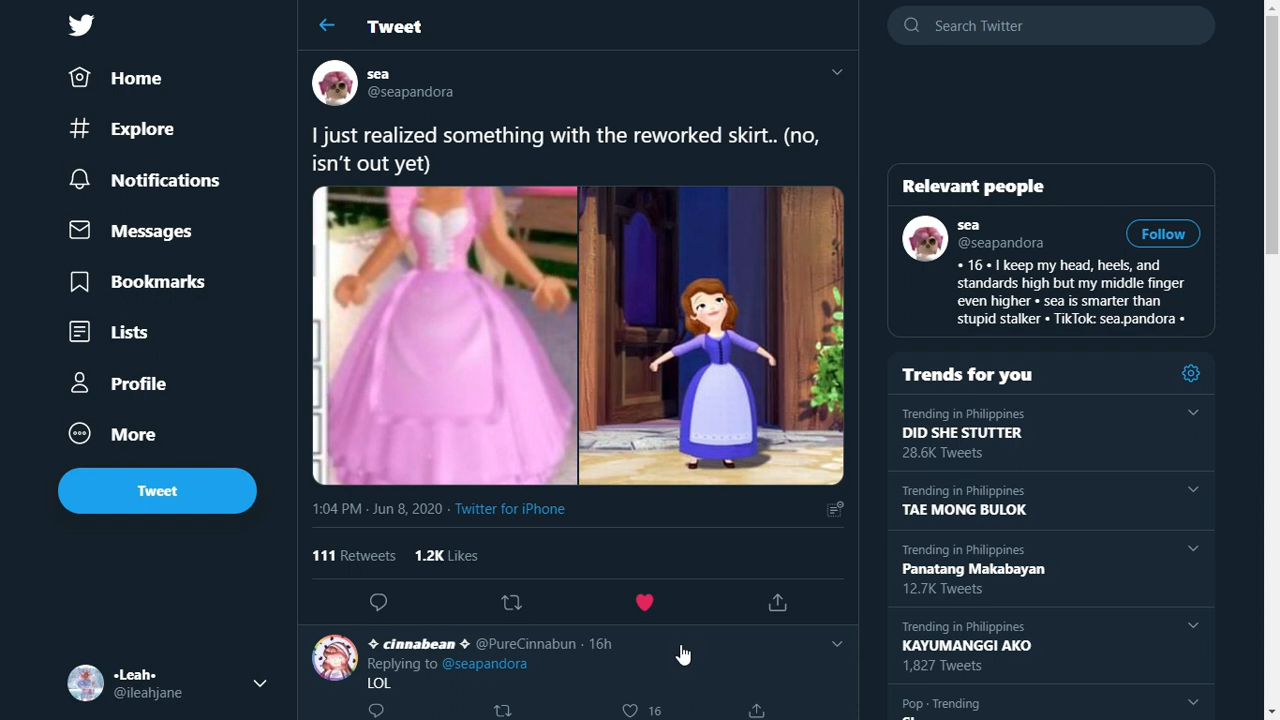 Home
Explore
Notifications
Messages
Bookmarks
Lists
Profile
More
Tweet
•Leah•
@ileahjane
Tweet
sea
@seapandora
I just realized something with the reworked skirt.. (no,
isn’t out yet)
1:04 PM · Jun 8, 2020 · Twitter for iPhone
111 Retweets 1.2K Likes
✧ cinnabean ✧ @PureCinnabun · 16h
Replying to @seapandora
LOL
16
Search Twitter
Relevant people
sea
@seapandora
Follow
• 16 • I keep my head, heels, and
standards high but my middle finger
even higher • sea is smarter than
stupid stalker • TikTok: sea.pandora •
Trends for you
Trending in Philippines
DID SHE STUTTER
28.6K Tweets
Trending in Philippines
TAE MONG BULOK
Trending in Philippines
Panatang Makabayan
12.7K Tweets
Trending in Philippines
KAYUMANGGI AKO
1,827 Tweets
Pop · Trending